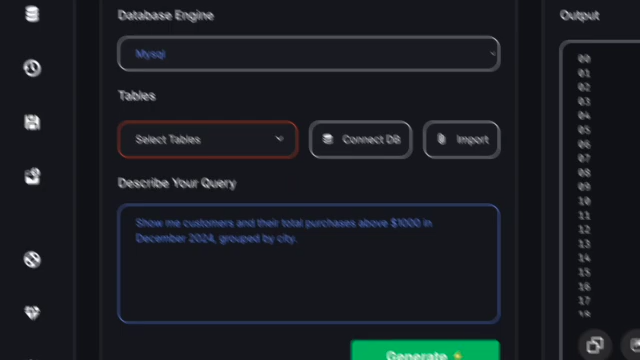 Database Engine
Output
Mysql
Tables
Select Tables
Connect DB
Import
Describe Your Query
Show me customers and their total purchases above $1000 in
December 2024, grouped by city.
Generate
00
01
02
03
04
05
06
07
08
09
10
11
12
13
14
15
16
17